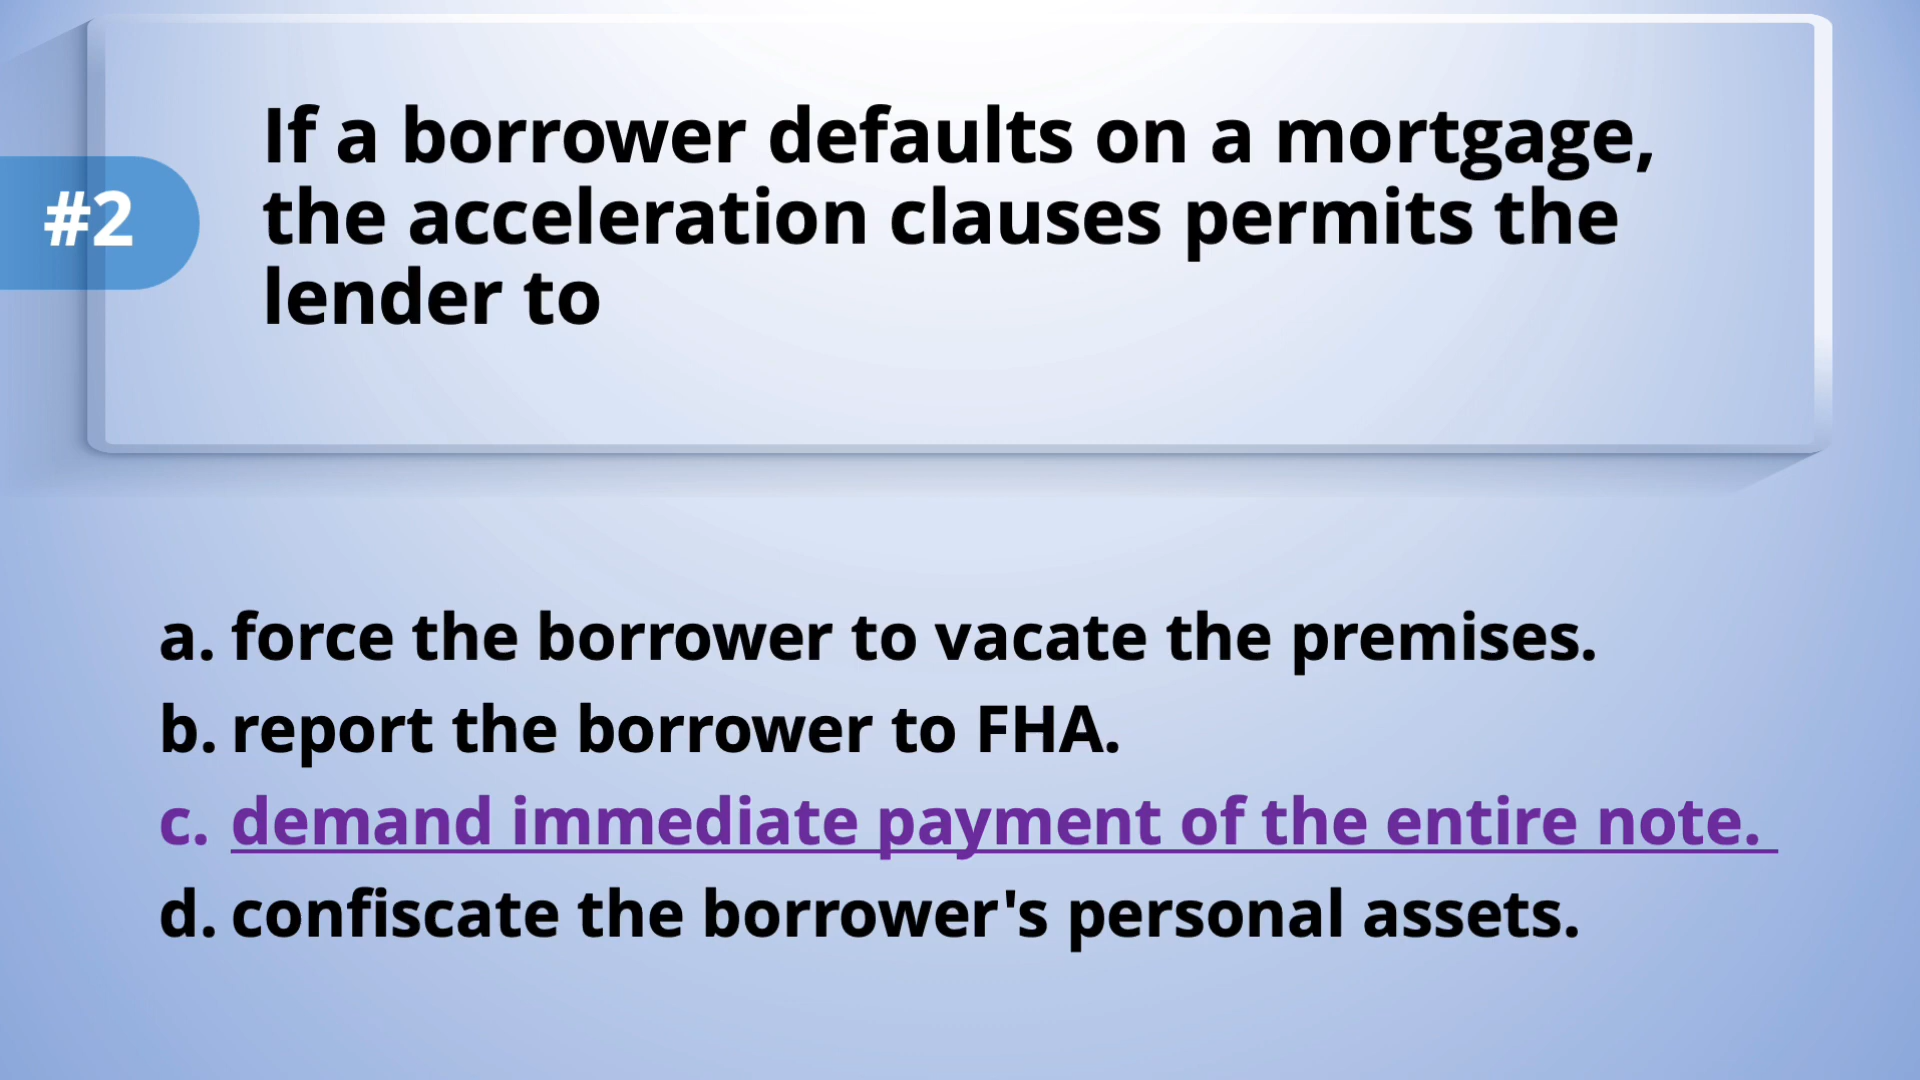 #2
If a borrower defaults on a mortgage,
the acceleration clauses permits the
lender to
a. force the borrower to vacate the premises.
b. report the borrower to FHA.
c. demand immediate payment of the entire note.
d. confiscate the borrower's personal assets.